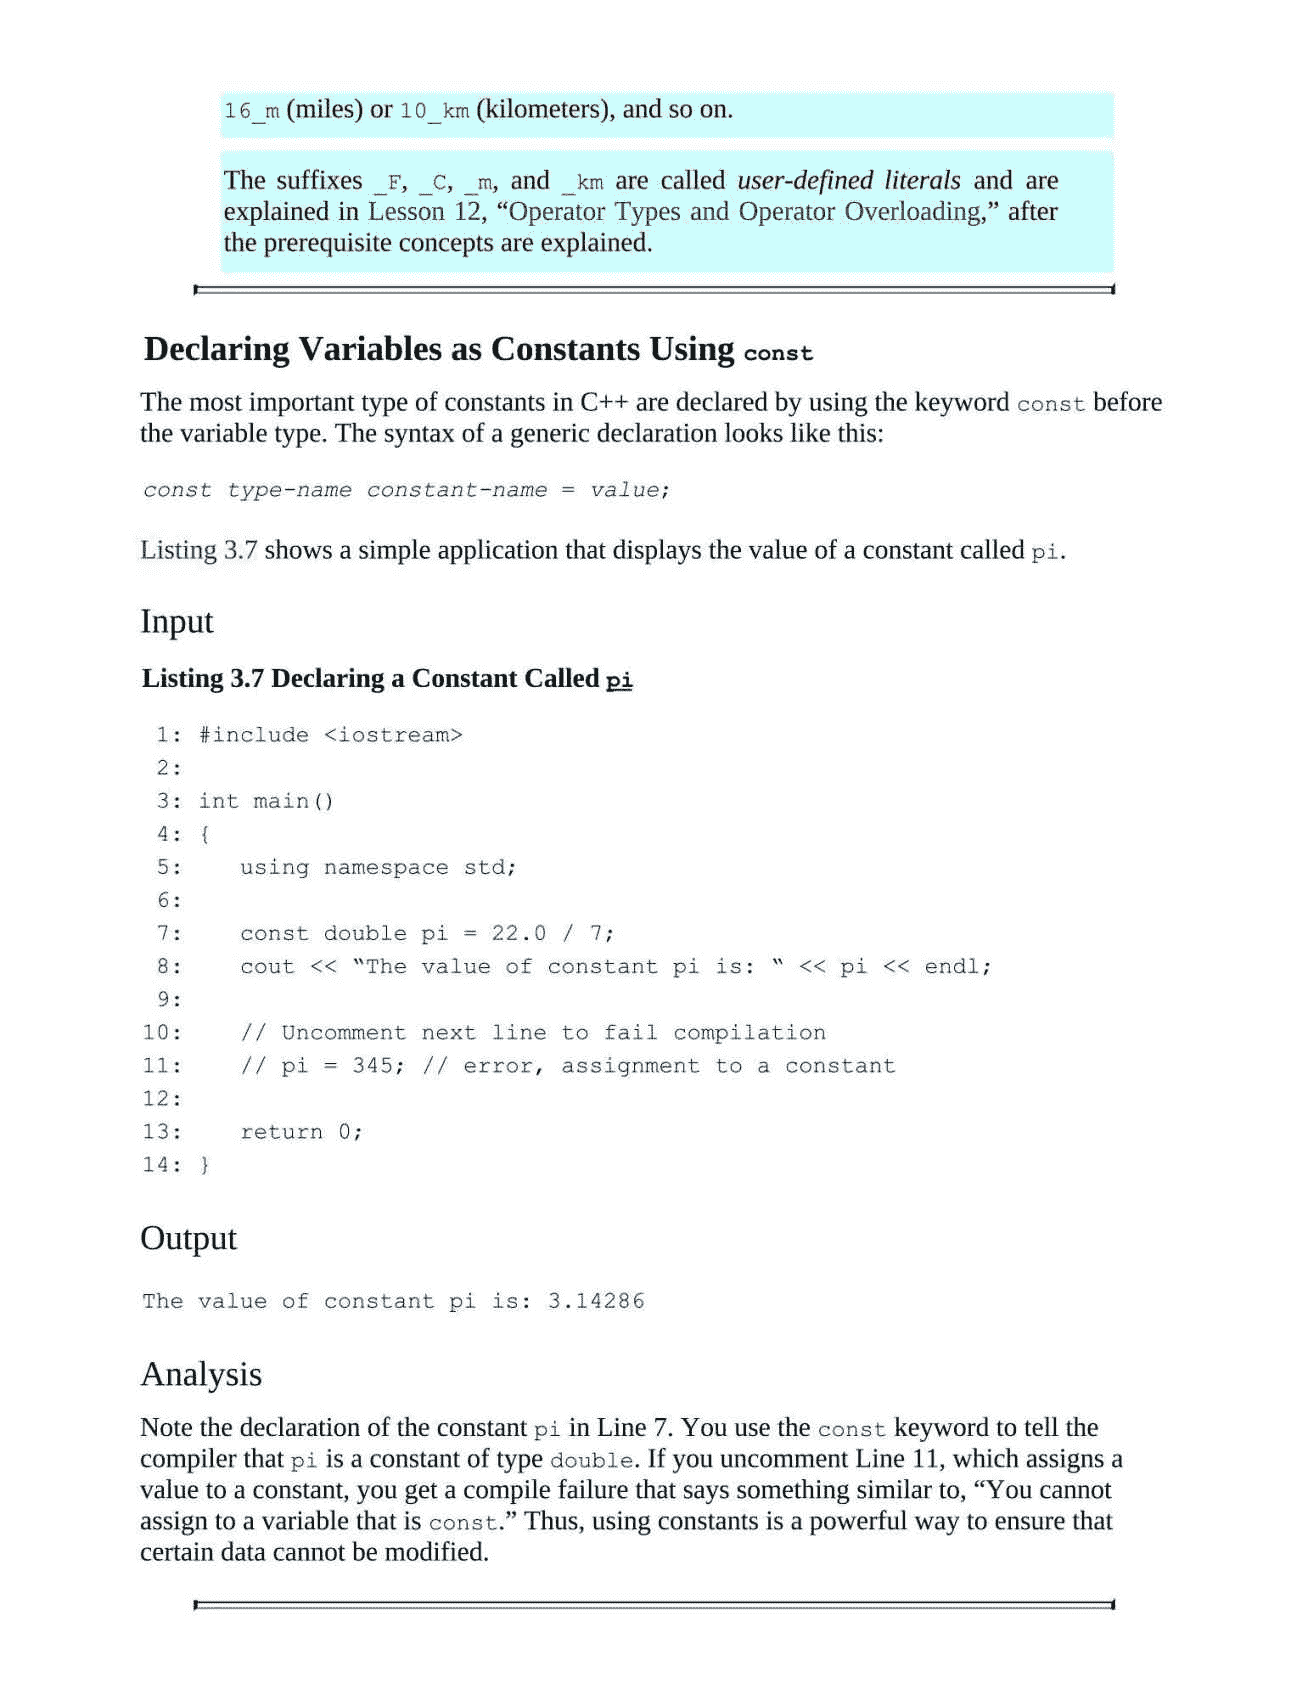 16_m (miles) or 10_km (kilometers), and so on.
The suffixes _F, _C, _m, and _km are called user-defined literals and are
explained in Lesson 12, “Operator Types and Operator Overloading,” after
the prerequisite concepts are explained.
Declaring Variables as Constants Using const
The most important type of constants in C++ are declared by using the keyword const before
the variable type. The syntax of a generic declaration looks like this:
const type-name constant-name = value;
Listing 3.7 shows a simple application that displays the value of a constant called pi.
Input
Listing 3.7 Declaring a Constant Called pi
1: #include <iostream>
2:
3: int main()
4: {
5:    using namespace std;
6:
7:    const double pi = 22.0 / 7;
8:    cout << “The value of constant pi is: “ << pi << endl;
9:
10:    // Uncomment next line to fail compilation
11:    // pi = 345; // error, assignment to a constant
12:
13:    return 0;
14: }
Output
The value of constant pi is: 3.14286
Analysis
Note the declaration of the constant pi in Line 7. You use the const keyword to tell the
compiler that pi is a constant of type double. If you uncomment Line 11, which assigns a
value to a constant, you get a compile failure that says something similar to, “You cannot
assign to a variable that is const.” Thus, using constants is a powerful way to ensure that
certain data cannot be modified.